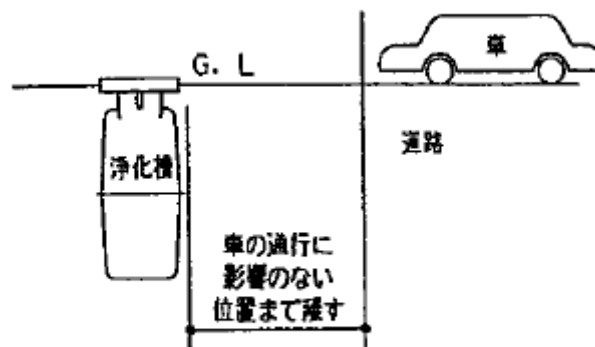 G. L
車
道路
浄化槽
車の通行に
影響のない
位置まで離す